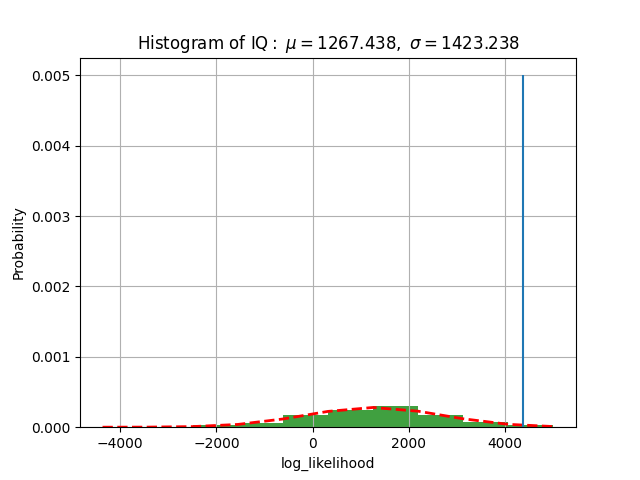 Histogram of IQ : μ = 1267.438, σ = 1423.238
0.005
0.004
0.003
0.002
0.001
0.000
Probability
−4000 −2000 0 2000 4000
log_likelihood